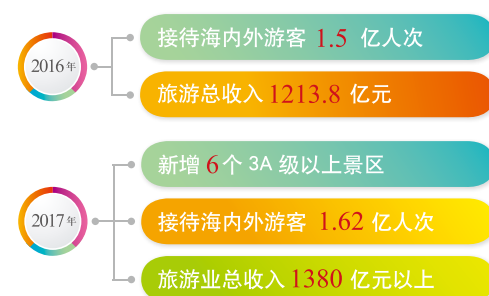 2016年
接待海内外游客 1.5 亿人次
旅游总收入 1213.8 亿元
2017年
新增 6 个 3A 级以上景区
接待海内外游客 1.62 亿人次
旅游业总收入 1380 亿元以上